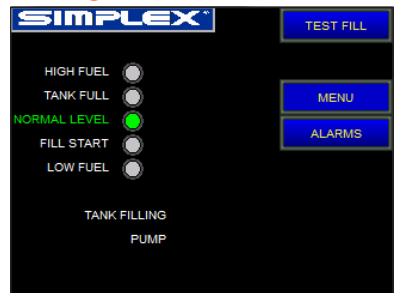 SIMPLEX
TEST FILL
HIGH FUEL
TANK FULL
MENU
NORMAL LEVEL
ALARMS
FILL START
LOW FUEL
TANK FILLING
PUMP